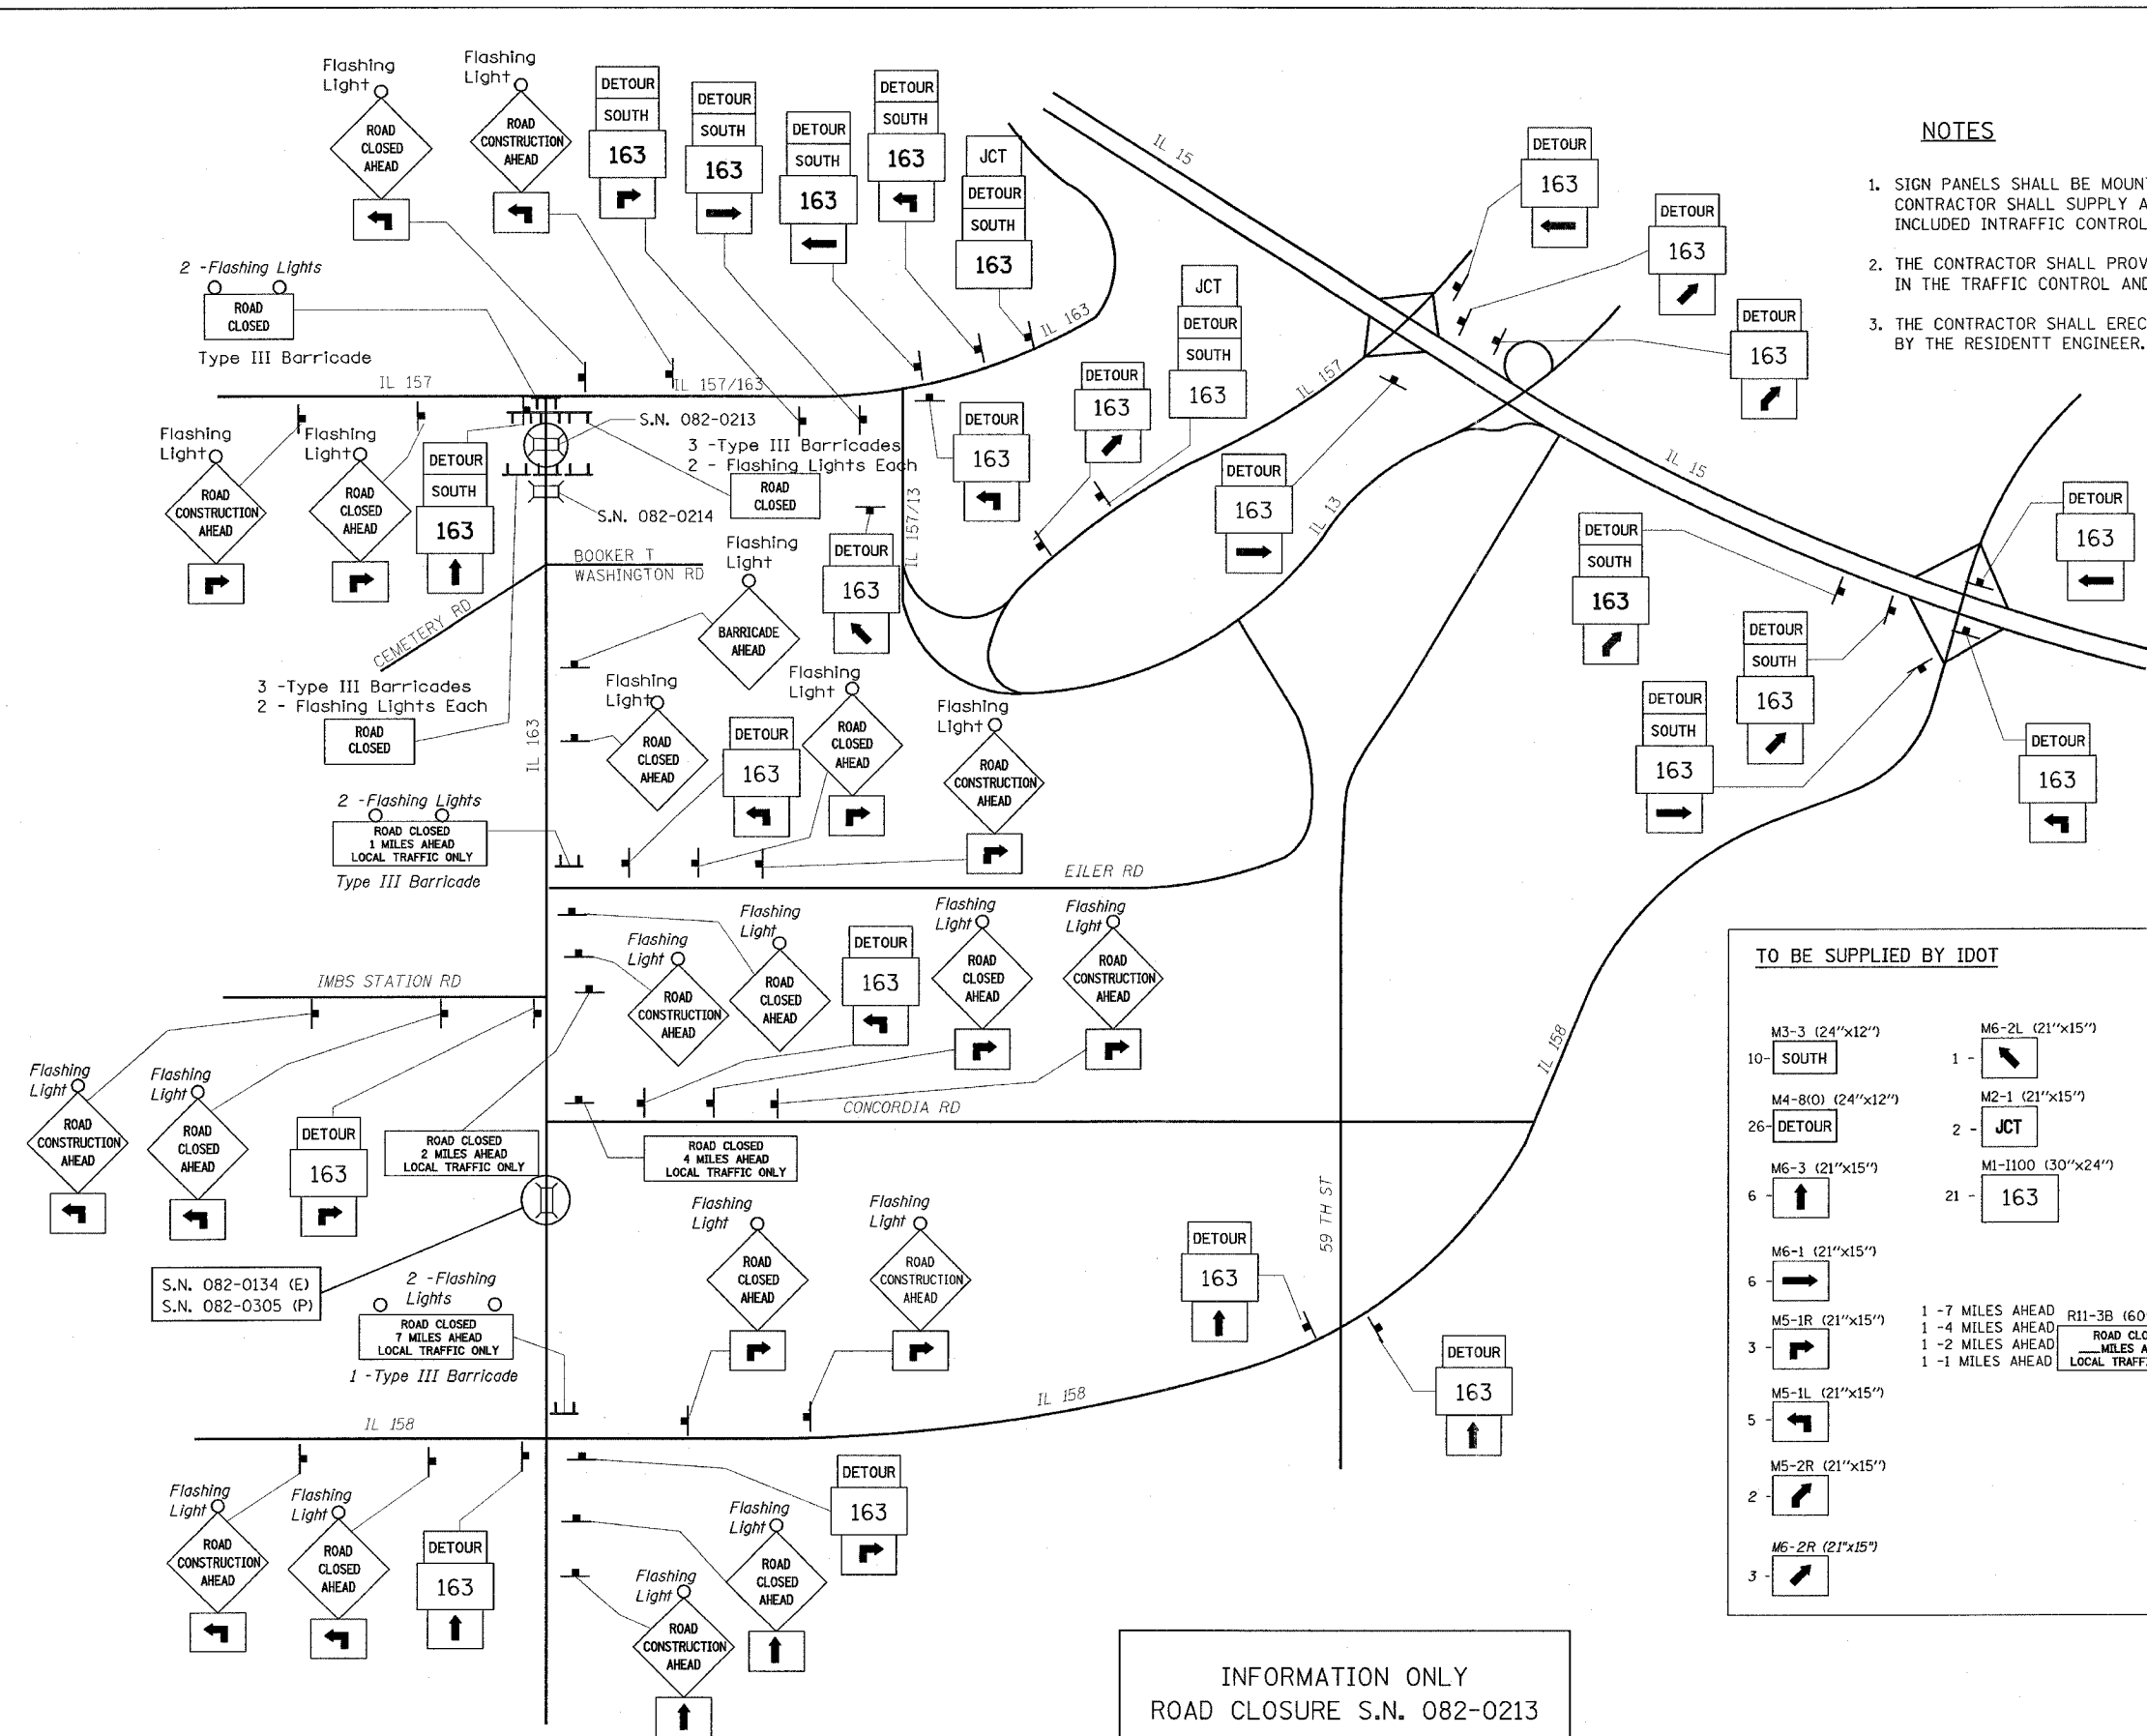 Flashing
Light
ROAD
CLOSED
AHEAD
Flashing
Light
ROAD
CONSTRUCTION
AHEAD
DETOUR
SOUTH
163
DETOUR
SOUTH
163
DETOUR
SOUTH
163
DETOUR
SOUTH
163
JCT
DETOUR
SOUTH
163
IL 15
DETOUR
163
DETOUR
163
DETOUR
163
NOTES
1. SIGN PANELS SHALL BE MOUNT
CONTRACTOR SHALL SUPPLY A
INCLUDED INTRAFFIC CONTROL
2. THE CONTRACTOR SHALL PROV
IN THE TRAFFIC CONTROL AND
3. THE CONTRACTOR SHALL EREC
BY THE RESIDENTT ENGINEER.
2 -Flashing Lights
ROAD
CLOSED
Type III Barricade
IL 157
IL 157/163
IL 163
JCT
DETOUR
SOUTH
163
IL 157
DETOUR
163
Flashing
Light
ROAD
CONSTRUCTION
AHEAD
Flashing
Light
ROAD
CLOSED
AHEAD
DETOUR
SOUTH
163
S.N. 082-0213
3 -Type III Barricades
2 - Flashing Lights Each
ROAD
CLOSED
S.N. 082-0214
DETOUR
163
IL 157/13
DETOUR
163
IL 13
IL 15
DETOUR
163
BOOKER T
WASHINGTON RD
CEMETERY RD
Flashing
Light
BARRICADE
AHEAD
DETOUR
163
DETOUR
SOUTH
163
DETOUR
SOUTH
163
DETOUR
SOUTH
163
DETOUR
163
3 -Type III Barricades
2 - Flashing Lights Each
ROAD
CLOSED
IL 163
Flashing
Light
ROAD
CLOSED
AHEAD
DETOUR
163
Flashing
Light
ROAD
CLOSED
AHEAD
Flashing
Light
ROAD
CONSTRUCTION
AHEAD
2 -Flashing Lights
ROAD CLOSED
1 MILES AHEAD
LOCAL TRAFFIC ONLY
Type III Barricade
EILER RD
Flashing
Light
ROAD
CONSTRUCTION
AHEAD
Flashing
Light
ROAD
CLOSED
AHEAD
DETOUR
163
Flashing
Light
ROAD
CLOSED
AHEAD
Flashing
Light
ROAD
CONSTRUCTION
AHEAD
IMBS STATION RD
CONCORDIA RD
IL 158
Flashing
Light
ROAD
CONSTRUCTION
AHEAD
Flashing
Light
ROAD
CLOSED
AHEAD
DETOUR
163
ROAD CLOSED
2 MILES AHEAD
LOCAL TRAFFIC ONLY
ROAD CLOSED
4 MILES AHEAD
LOCAL TRAFFIC ONLY
59 TH ST
S.N. 082-0134 (E)
S.N. 082-0305 (P)
2 -Flashing
Lights
ROAD CLOSED
7 MILES AHEAD
LOCAL TRAFFIC ONLY
1 -Type III Barricade
Flashing
Light
ROAD
CLOSED
AHEAD
Flashing
Light
ROAD
CONSTRUCTION
AHEAD
DETOUR
163
DETOUR
163
IL 158
IL 158
Flashing
Light
ROAD
CONSTRUCTION
AHEAD
Flashing
Light
ROAD
CLOSED
AHEAD
DETOUR
163
DETOUR
163
Flashing
Light
ROAD
CLOSED
AHEAD
Flashing
Light
ROAD
CONSTRUCTION
AHEAD
TO BE SUPPLIED BY IDOT
M3-3 (24"x12")
10- SOUTH
M4-8(O) (24"x12")
26- DETOUR
M6-3 (21"x15")
6 -
M6-1 (21"x15")
6 -
M5-1R (21"x15")
3 -
M5-1L (21"x15")
5 -
M5-2R (21"x15")
2 -
M6-2R (21"x15")
3 -
M6-2L (21"x15")
1 -
M2-1 (21"x15")
2 - JCT
M1-I100 (30"x24")
21 - 163
1 -7 MILES AHEAD
1 -4 MILES AHEAD
1 -2 MILES AHEAD
1 -1 MILES AHEAD
R11-3B (60
ROAD CLO
MILES A
LOCAL TRAFF
INFORMATION ONLY
ROAD CLOSURE S.N. 082-0213